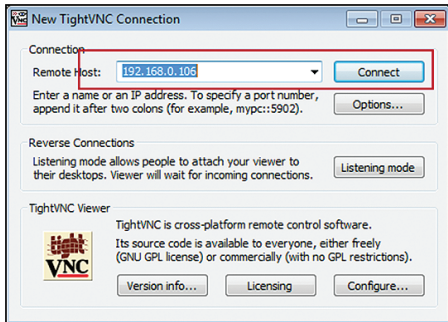 New TightVNC Connection
Connection
Remote Host: 192.168.0.106 Connect
Enter a name or an IP address. To specify a port number,
append it after two colons (for example, mypc::5902). Options...
Reverse Connections
Listening mode allows people to attach your viewer to
their desktops. Viewer will wait for incoming connections. Listening mode
TightVNC Viewer
TightVNC is cross-platform remote control software.
Its source code is available to everyone, either freely
(GNU GPL license) or commercially (with no GPL restrictions).
tight
VNC
Version info... Licensing Configure...